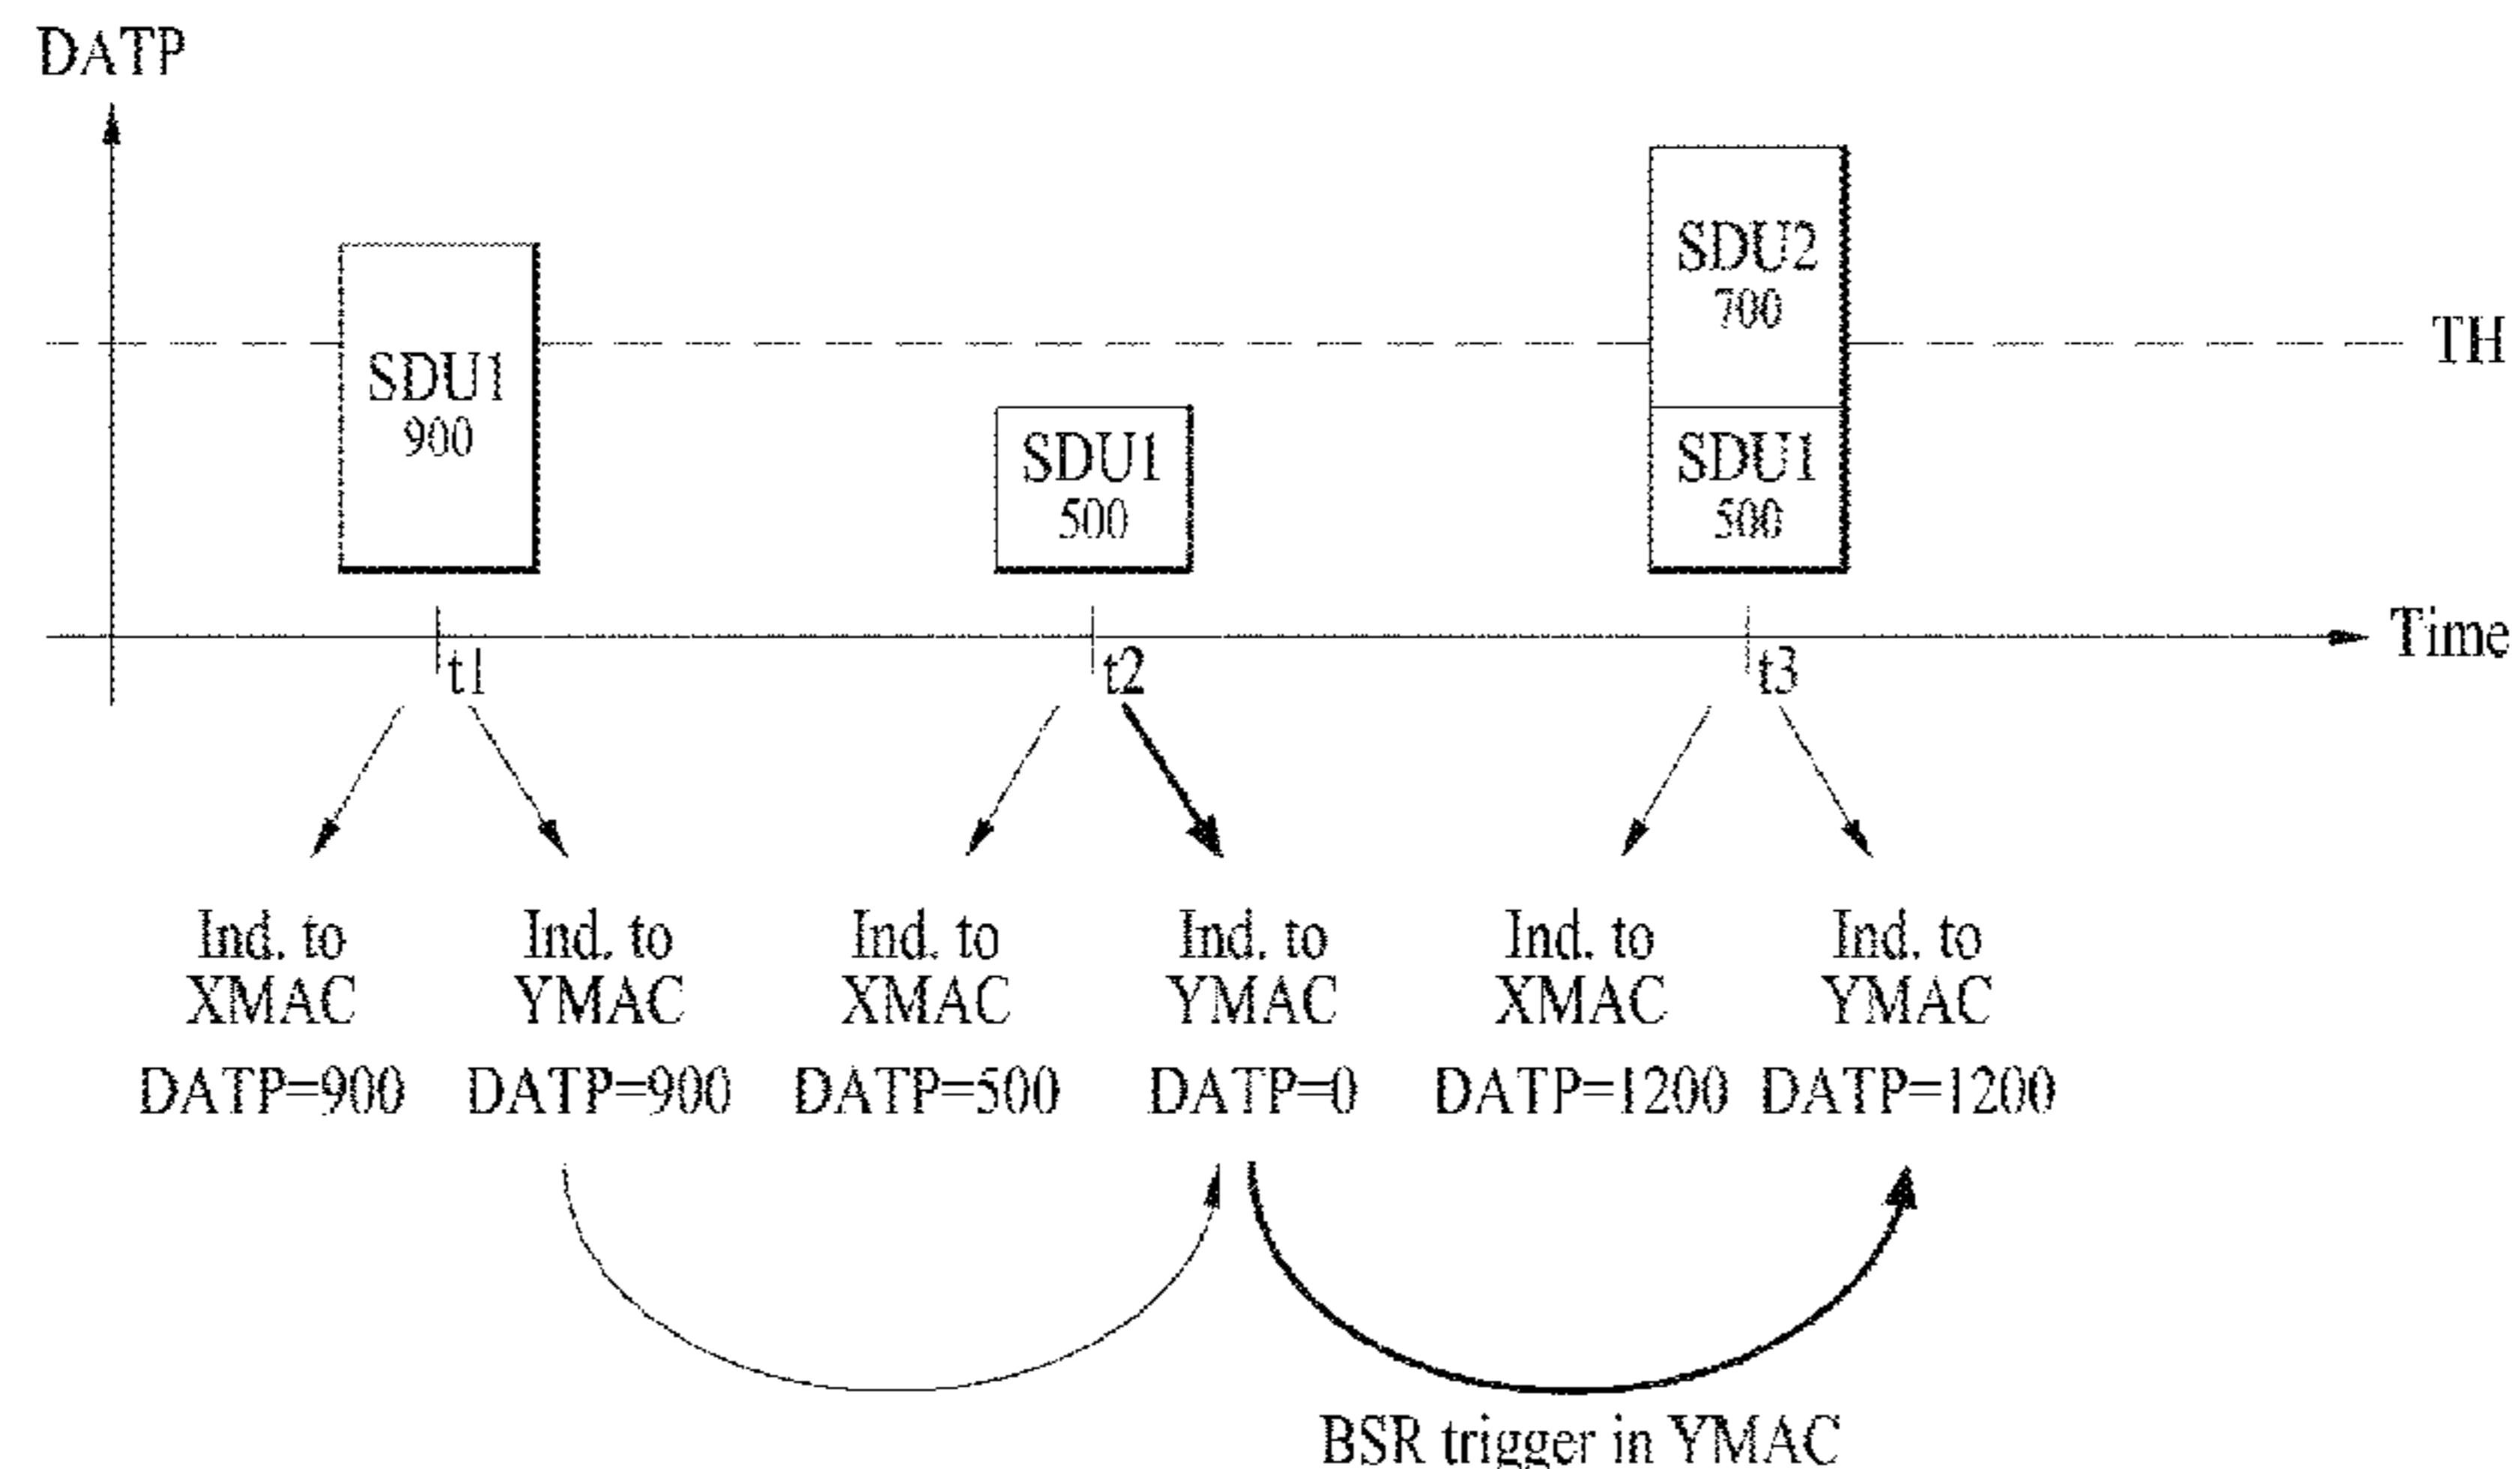 DATP
SDU1
900
SDU1
500
SDU2
700
SDU1
500
TH
Time
t1
t2
t3
Ind. to
XMAC
DATP=900
Ind. to
YMAC
DATP=900
Ind. to
XMAC
DATP=500
Ind. to
YMAC
DATP=0
Ind. to
XMAC
DATP=1200
Ind. to
YMAC
DATP=1200
BSR trigger in YMAC